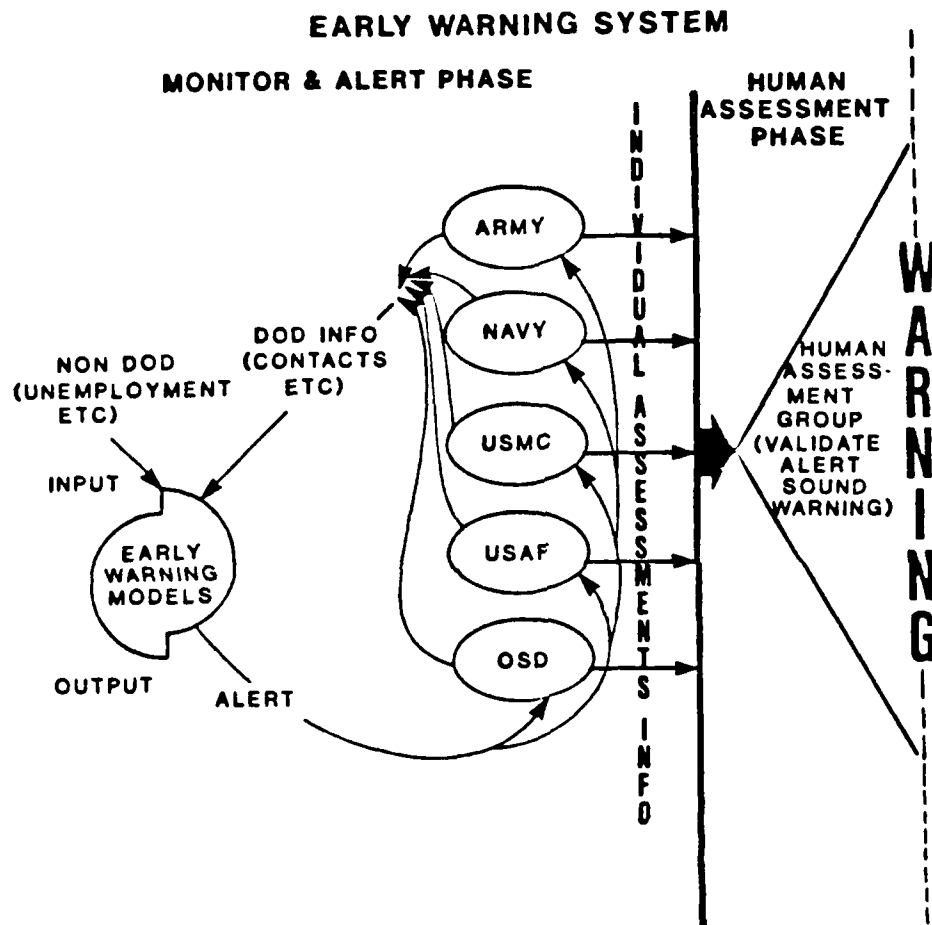 EARLY WARNING SYSTEM
MONITOR & ALERT PHASE
HUMAN
ASSESSMENT
PHASE
INDIVIDUAL ASSESSMENTS INFO
ARMY
NAVY
USMC
USAF
OSD
DOD INFO
(CONTACTS
ETC)
NON DOD
(UNEMPLOYMENT
ETC)
INPUT
EARLY
WARNING
MODELS
OUTPUT
ALERT
HUMAN
ASSESS-
MENT
GROUP
(VALIDATE
ALERT
SOUND
WARNING)
WARNING